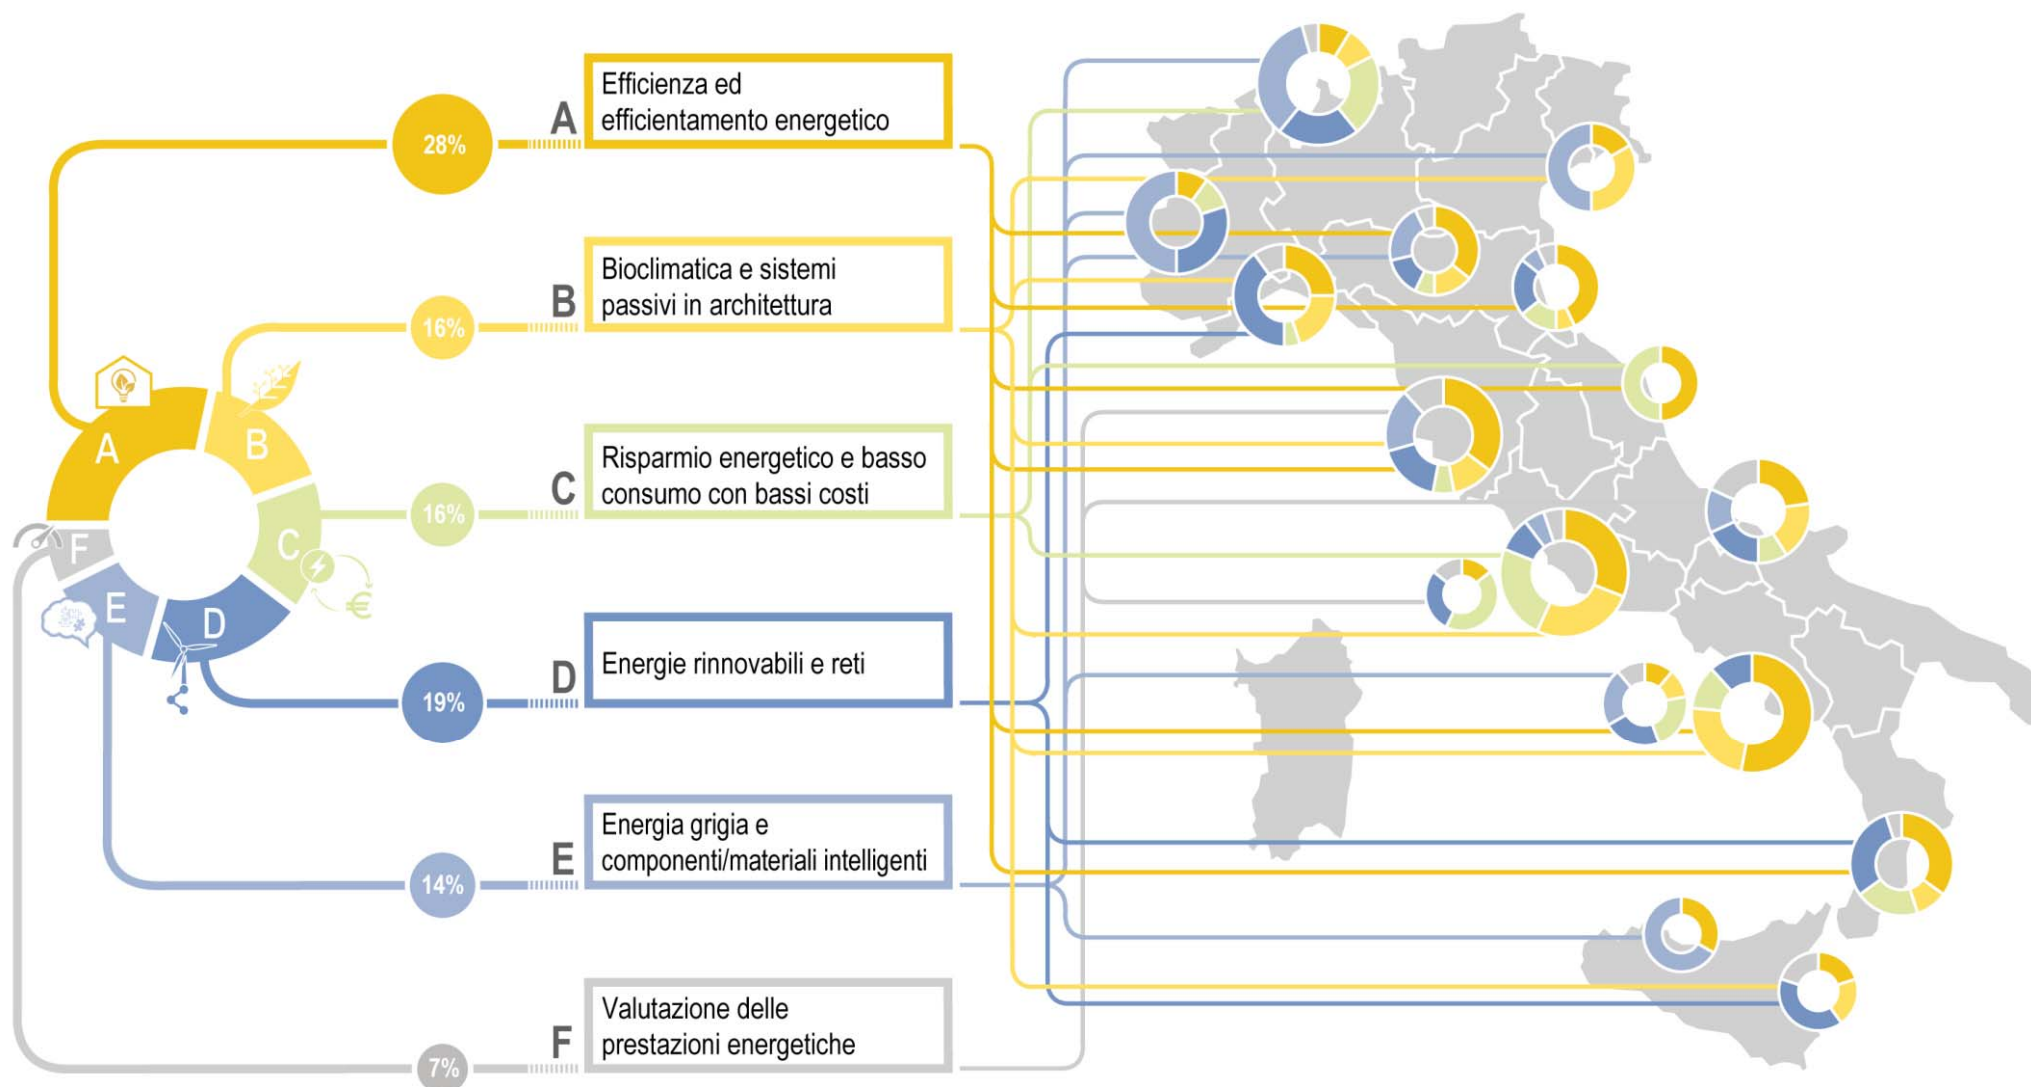 28%
A
Efficienza ed
efficientamento energetico
16%
B
Bioclimatica e sistemi
passivi in architettura
16%
C
Risparmio energetico e basso
consumo con bassi costi
19%
D
Energie rinnovabili e reti
14%
E
Energia grigia e
componenti/materiali intelligenti
7%
F
Valutazione delle
prestazioni energetiche
A
B
C
D
E
F
€